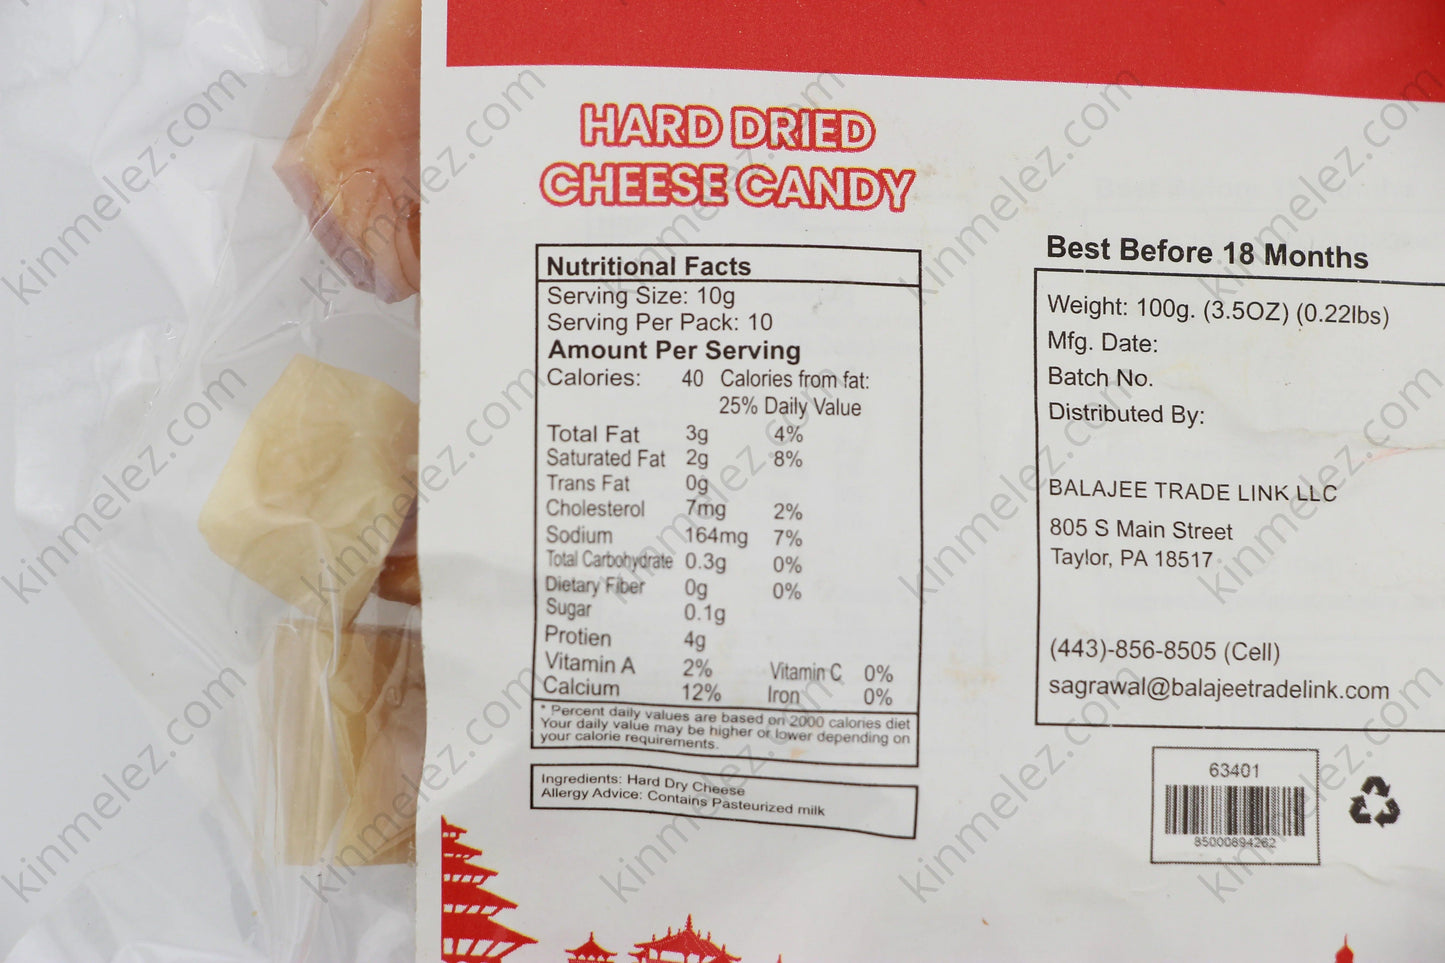 HARD DRIED
CHEESE CANDY
Nutritional Facts
Serving Size: 10g
Serving Per Pack: 10
Amount Per Serving
Calories: 40 Calories from fat:
25% Daily Value
Total Fat 3g 4%
Saturated Fat 2g 8%
Trans Fat 0g
Cholesterol 7mg 2%
Sodium 164mg 7%
Total Carbohydrate 0.3g 0%
Dietary Fiber 0g 0%
Sugar 0.1g
Protien 4g
Vitamin A 2% Vitamin C 0%
Calcium 12% Iron 0%
* Percent daily values are based on 2000 calories diet
Your daily value may be higher or lower depending on
your calorie requirements.
Ingredients: Hard Dry Cheese
Allergy Advice: Contains Pasteurized milk
Best Before 18 Months
Weight: 100g. (3.5OZ) (0.22lbs)
Mfg. Date:
Batch No.
Distributed By:
BALAJEE TRADE LINK LLC
805 S Main Street
Taylor, PA 18517
(443)-856-8505 (Cell)
sagrawal@balajeetradelink.com
63401
85000894262
kinmelez.com